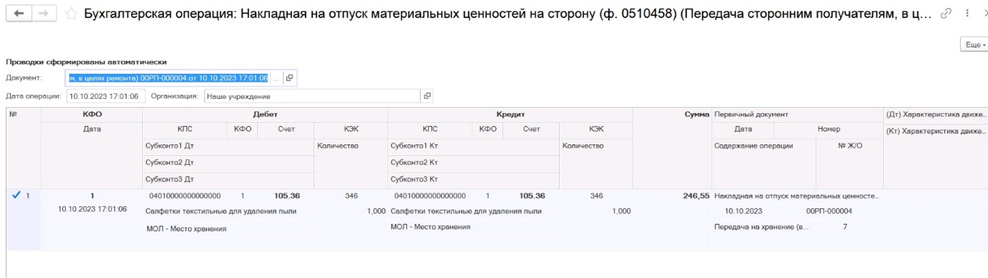 Бухгалтерская операция: Накладная на отпуск материальных ценностей на сторону (ф. 0510458) (Передача сторонним получателям, в ц...
Еще
Проводки сформированы автоматически
Документ: м, в целях ремонта) 00РП-000004 от 10.10.2023 17:01:06 ...
Дата операции: 10.10.2023 17:01:06 Организация: Наше учреждение
№ КФО Дебет Кредит Сумма Первичный документ (Дт) Характеристика движе...
Дата КПС КФО Счет КЭК КПС КФО Счет КЭК Дата Номер (Кт) Характеристика движе...
Субконто1 Дт Количество Субконто1 Кт Количество Содержание операции № Ж/О
Субконто2 Дт Субконто2 Кт
Субконто3 Дт Субконто3 Кт
1 1 04010000000000000 1 105.36 346 04010000000000000 1 105.36 346 246,55 Накладная на отпуск материальных ценносте...
10.10.2023 17:01:06 Салфетки текстильные для удаления пыли 1,000 Салфетки текстильные для удаления пыли 1,000 10.10.2023 00РП-000004
МОЛ - Место хранения МОЛ - Место хранения Передача на хранение (в... 7